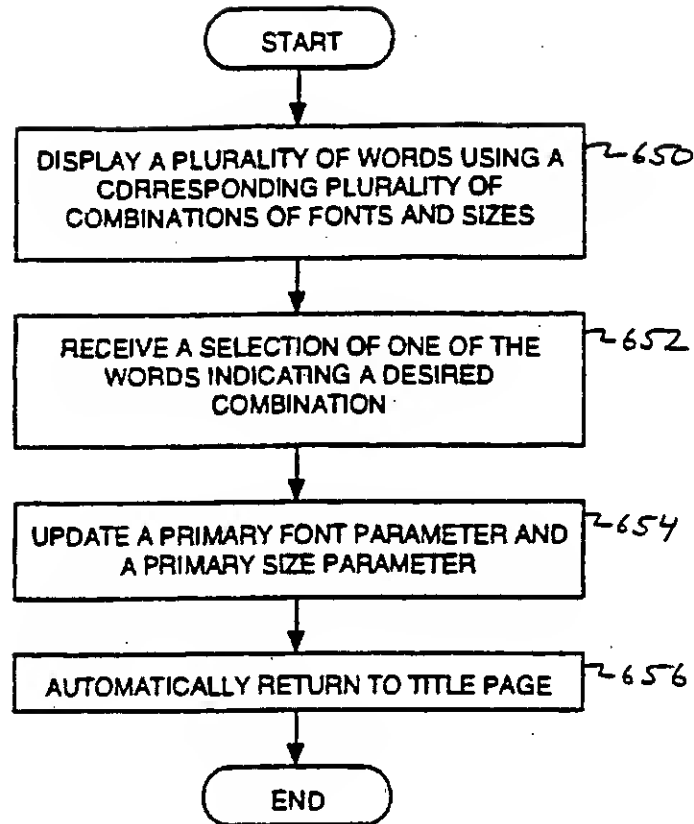 START
DISPLAY A PLURALITY OF WORDS USING A
CORRESPONDING PLURALITY OF
COMBINATIONS OF FONTS AND SIZES
650
RECEIVE A SELECTION OF ONE OF THE
WORDS INDICATING A DESIRED
COMBINATION
652
UPDATE A PRIMARY FONT PARAMETER AND
A PRIMARY SIZE PARAMETER
654
AUTOMATICALLY RETURN TO TITLE PAGE
656
END